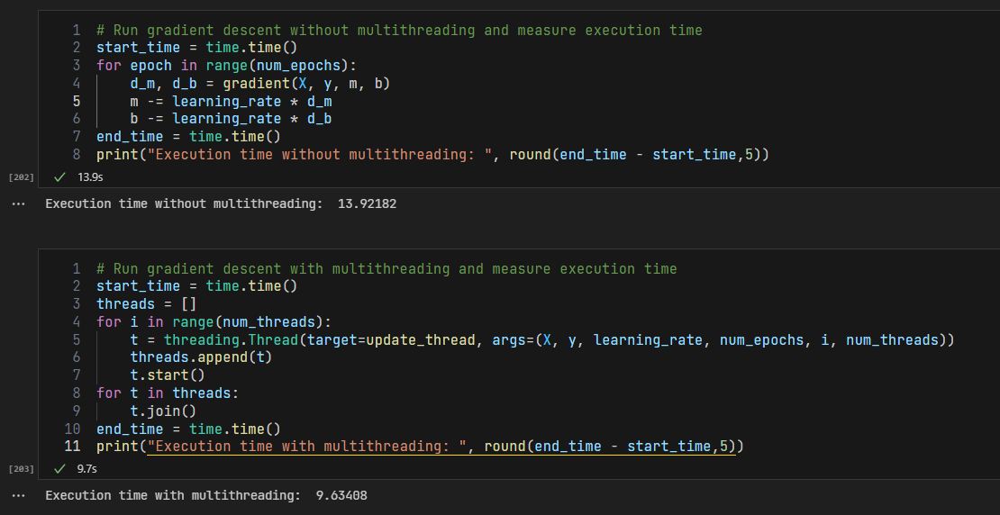 1 # Run gradient descent without multithreading and measure execution time
2 start_time = time.time()
3 for epoch in range(num_epochs):
4     d_m, d_b = gradient(X, y, m, b)
5     m -= learning_rate * d_m
6     b -= learning_rate * d_b
7 end_time = time.time()
8 print("Execution time without multithreading: ", round(end_time - start_time,5))
[202] ✓ 13.9s
··· Execution time without multithreading:  13.92182
1 # Run gradient descent with multithreading and measure execution time
2 start_time = time.time()
3 threads = []
4 for i in range(num_threads):
5     t = threading.Thread(target=update_thread, args=(X, y, learning_rate, num_epochs, i, num_threads))
6     threads.append(t)
7     t.start()
8 for t in threads:
9     t.join()
10 end_time = time.time()
11 print("Execution time with multithreading: ", round(end_time - start_time,5))
[203] ✓ 9.7s
··· Execution time with multithreading:  9.63408